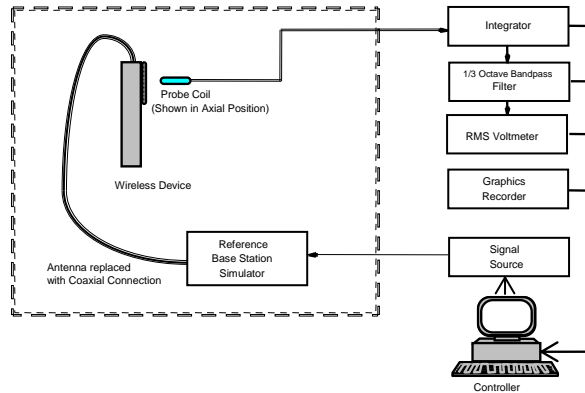 Integrator
1/3 Octave Bandpass
Filter
RMS Voltmeter
Graphics
Recorder
Probe Coil
(Shown in Axial Position)
Wireless Device
Reference
Base Station
Simulator
Antenna replaced
with Coaxial Connection
Signal
Source
Controller